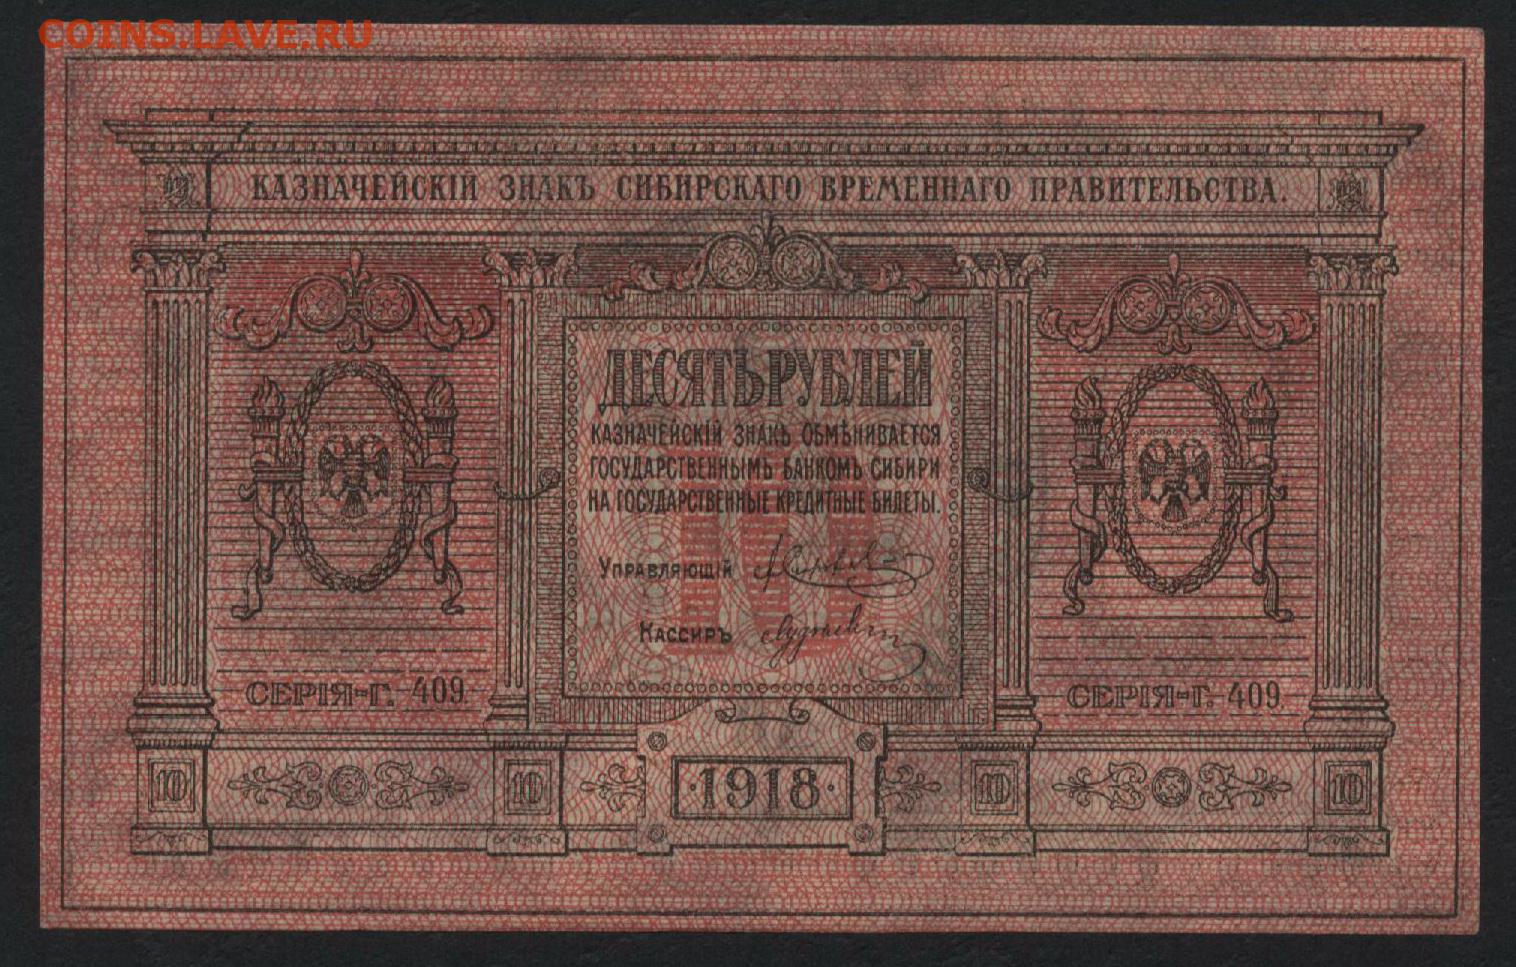 COINS.LAVE.RU
КАЗНАЧЕЙСКІЙ ЗНАКЪ СИБИРСКАГО ВРЕМЕННАГО ПРАВИТЕЛЬСТВА.
ДЕСЯТЬ РУБЛЕЙ
КАЗНАЧЕЙСКІЙ ЗНАКЪ ОБМѢНИВАЕТСЯ
ГОСУДАРСТВЕННЫМЪ БАНКОМЪ СИБИРИ
НА ГОСУДАРСТВЕННЫЕ КРЕДИТНЫЕ БИЛЕТЫ.
10
УПРАВЛЯЮЩІЙ
КАССИРЪ
СЕРІЯ-Г. 409
СЕРІЯ-Г. 409
10
10
·1918·
10
10